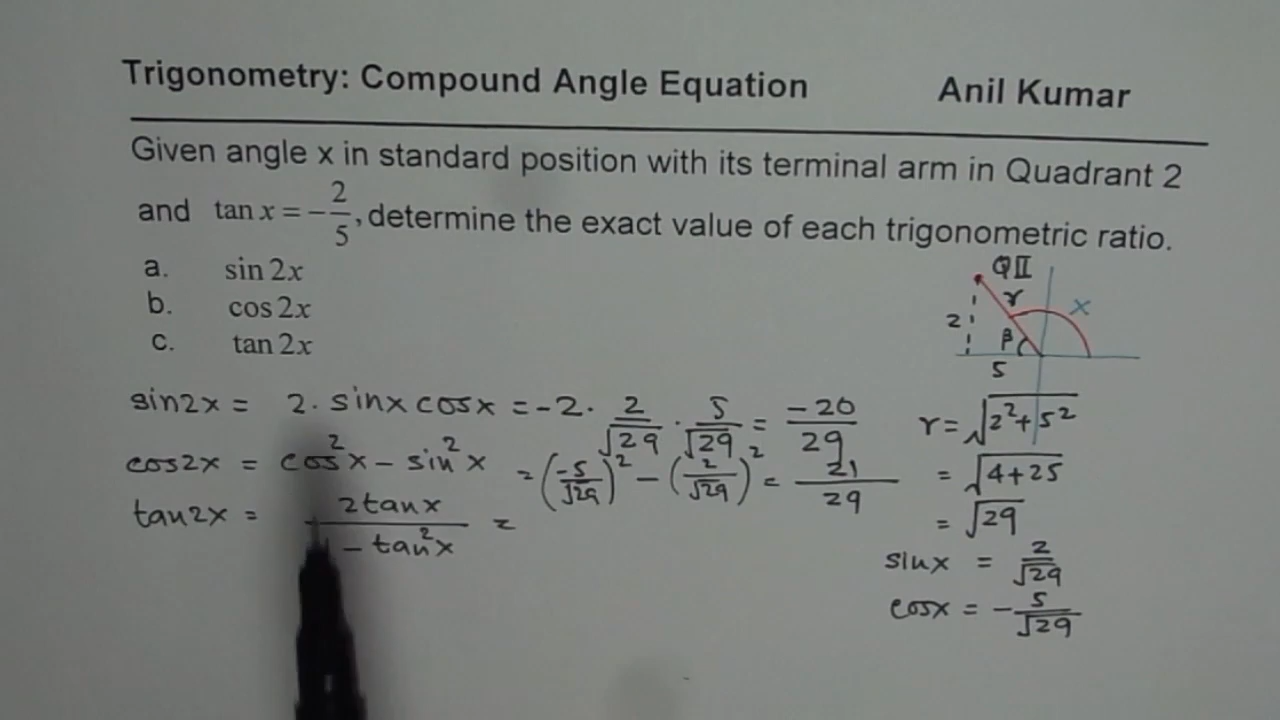 Trigonometry: Compound Angle Equation Anil Kumar
Given angle x in standard position with its terminal arm in Quadrant 2
and tan x = -2/5, determine the exact value of each trigonometric ratio.
a. sin 2x
b. cos 2x
c. tan 2x
QII
r
x
2
β
5
sin2x = 2. sinx cosx = -2 · 2/√29 · 5/√29 = -20/29
cos2x = cos²x - sin²x = (-5/√29)² - (2/√29)² = 21/29
tan2x = 2tanx / - tan²x =
r = √2²+5²
= √4+25
= √29
sinx = 2/√29
cosx = -5/√29